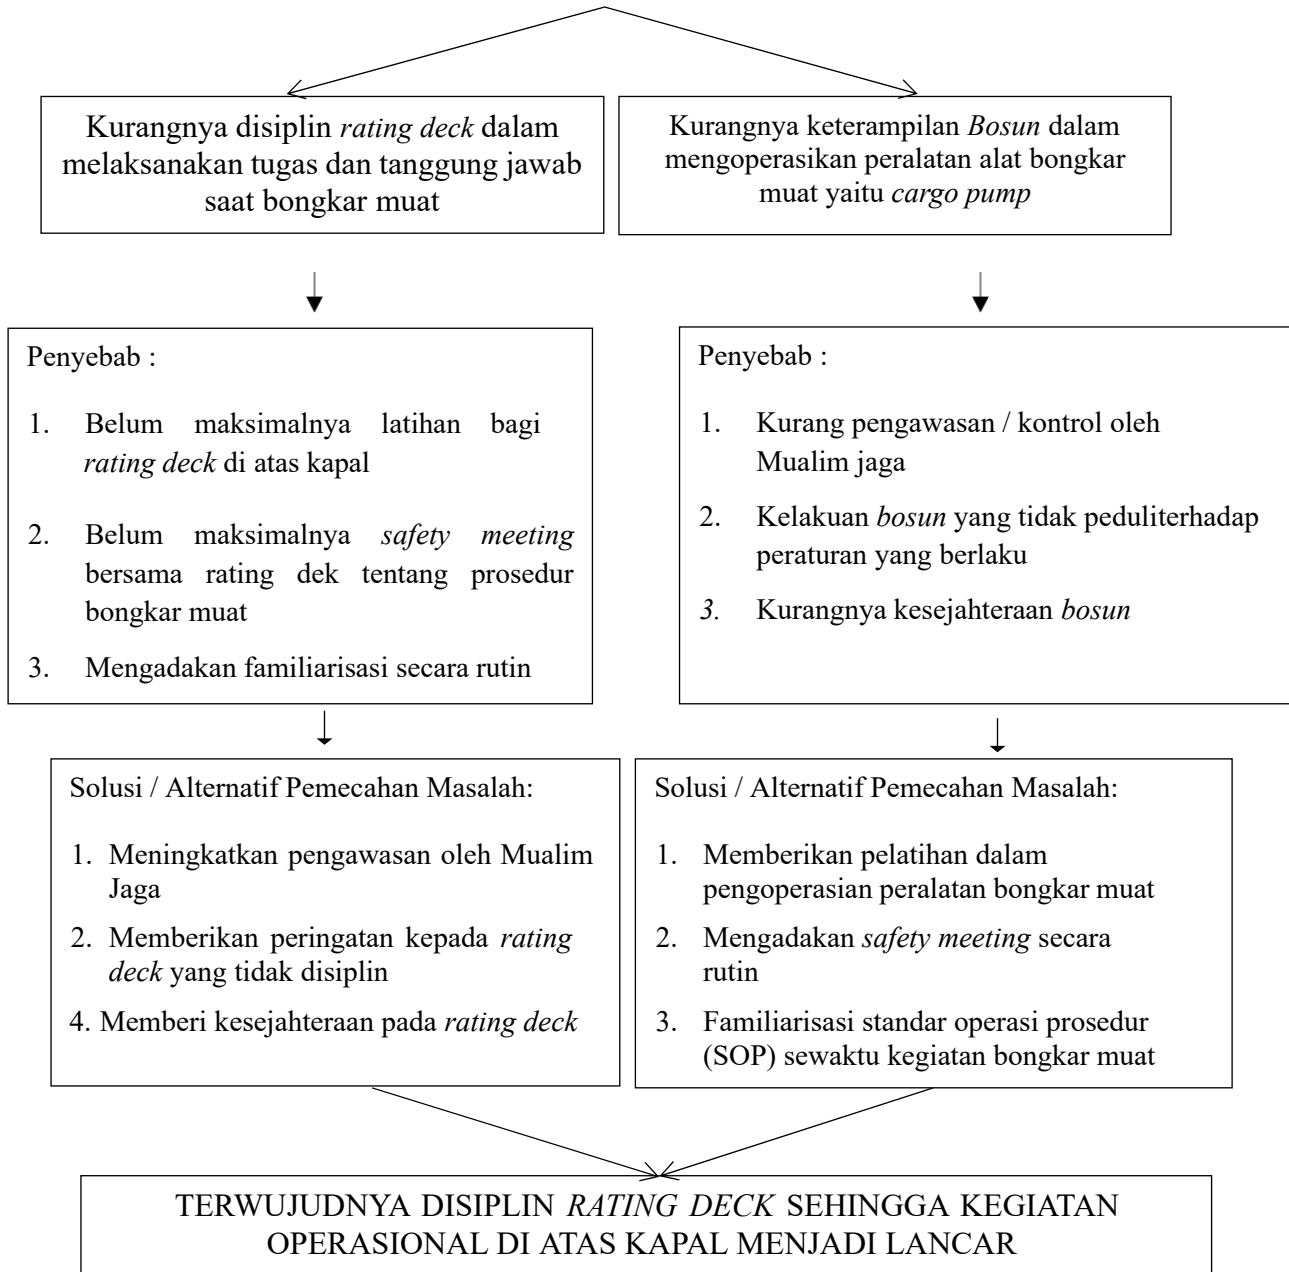 Kurangnya disiplin rating deck dalam
melaksanakan tugas dan tanggung jawab
saat bongkar muat
Kurangnya keterampilan Bosun dalam
mengoperasikan peralatan alat bongkar
muat yaitu cargo pump
Penyebab :
1. Belum maksimalnya latihan bagi
rating deck di atas kapal
2. Belum maksimalnya safety meeting
bersama rating dek tentang prosedur
bongkar muat
3. Mengadakan familiarisasi secara rutin
Penyebab :
1. Kurang pengawasan / kontrol oleh
Mualim jaga
2. Kelakuan bosun yang tidak peduliterhadap
peraturan yang berlaku
3. Kurangnya kesejahteraan bosun
Solusi / Alternatif Pemecahan Masalah:
1. Meningkatkan pengawasan oleh Mualim
Jaga
2. Memberikan peringatan kepada rating
deck yang tidak disiplin
4. Memberi kesejahteraan pada rating deck
Solusi / Alternatif Pemecahan Masalah:
1. Memberikan pelatihan dalam
pengoperasian peralatan bongkar muat
2. Mengadakan safety meeting secara
rutin
3. Familiarisasi standar operasi prosedur
(SOP) sewaktu kegiatan bongkar muat
TERWUJUDNYA DISIPLIN RATING DECK SEHINGGA KEGIATAN
OPERASIONAL DI ATAS KAPAL MENJADI LANCAR